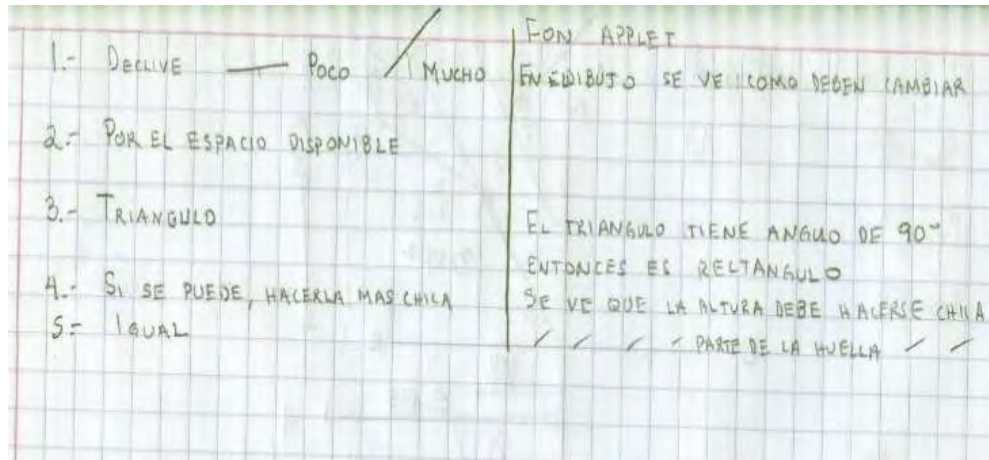 1.- DECLIVE — POCO / MUCHO
2.- POR EL ESPACIO DISPONIBLE
3.- TRIANGULO
4.- SI SE PUEDE, HACERLA MAS CHICA
5.- IGUAL
FON APPLET
EN EL DIBUJO SE VE COMO DEBEN CAMBIAR
EL TRIANGULO TIENE ANGULO DE 90°
ENTONCES ES RECTANGULO
SE VE QUE LA ALTURA DEBE HACERSE CHICA
/ / / / PARTE DE LA HUELLA / /